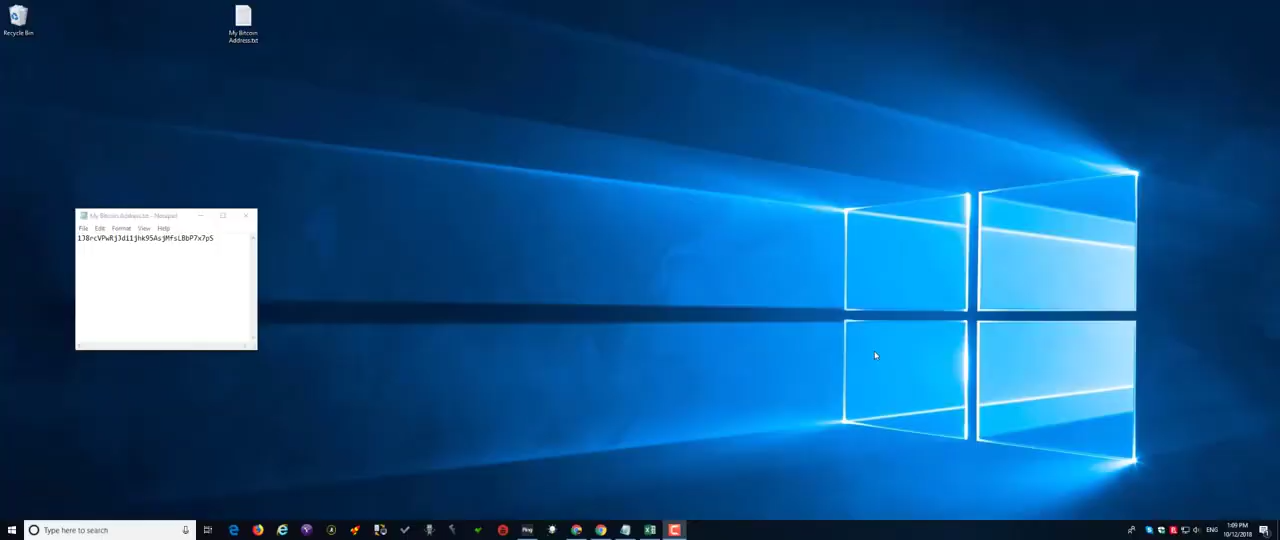 Recycle Bin
My Bitcoin
Address.txt
My Bitcoin Address.txt - Notepad
File Edit Format View Help
Type here to search
Ping
ENG
1:09 PM
10/12/2018